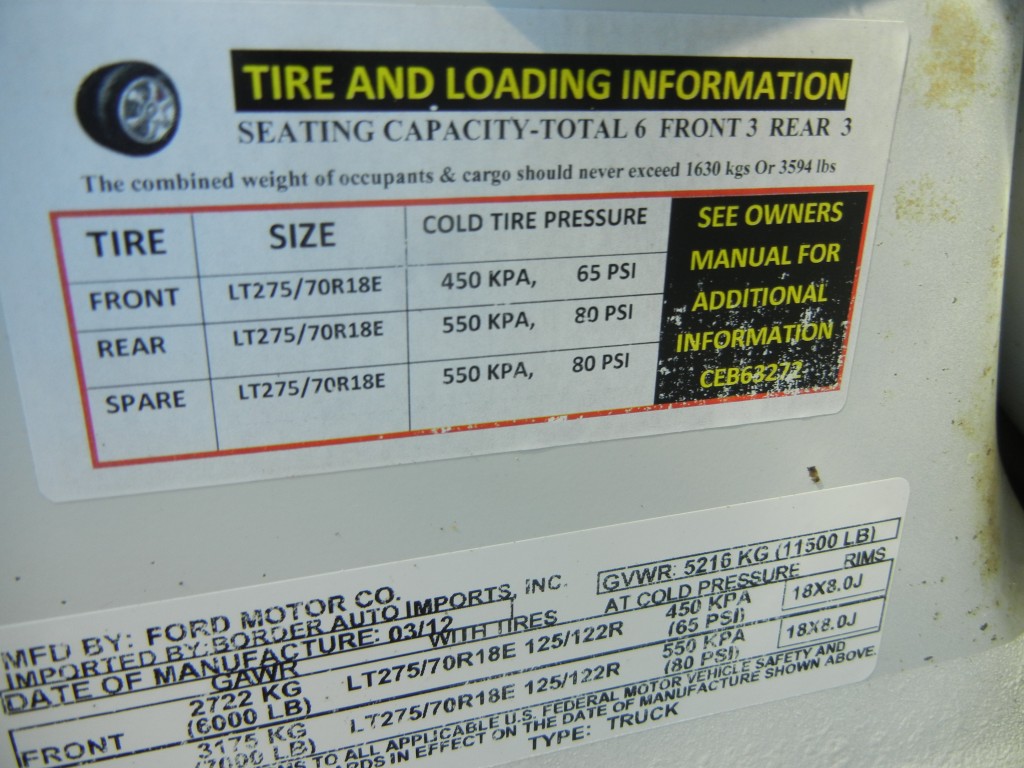 TIRE AND LOADING INFORMATION
SEATING CAPACITY-TOTAL 6 FRONT 3 REAR 3
The combined weight of occupants & cargo should never exceed 1630 kgs Or 3594 lbs
TIRE SIZE COLD TIRE PRESSURE
FRONT LT275/70R18E 450 KPA, 65 PSI
REAR LT275/70R18E 550 KPA, 80 PSI
SPARE LT275/70R18E 550 KPA, 80 PSI
SEE OWNERS
MANUAL FOR
ADDITIONAL
INFORMATION
CEB63277
MFD BY: FORD MOTOR CO.
IMPORTED BY:BORDER AUTO IMPORTS, INC.
DATE OF MANUFACTURE: 03/12
GVWR: 5216 KG (11500 LB)
GAWR WITH TIRES AT COLD PRESSURE RIMS
FRONT 2722 KG LT275/70R18E 125/122R 450 KPA 18X8.0J
(6000 LB) (65 PSI)
3175 KG LT275/70R18E 125/122R 550 KPA 18X8.0J
(7000 LB) (80 PSI)
TO ALL APPLICABLE U.S. FEDERAL MOTOR VEHICLE SAFETY AND
IN EFFECT ON THE DATE OF MANUFACTURE SHOWN ABOVE.
TYPE: TRUCK